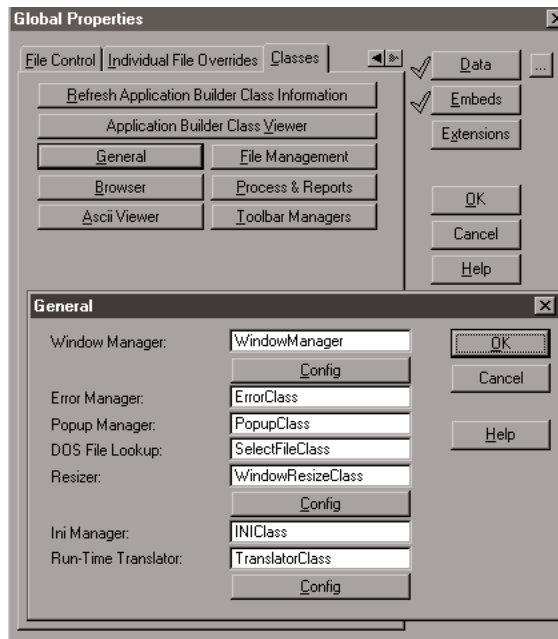 Global Properties
File Control Individual File Overrides Classes
Data ...
Refresh Application Builder Class Information
Embeds
Application Builder Class Viewer
Extensions
General File Management
Browser Process & Reports
OK
Ascii Viewer Toolbar Managers
Cancel
Help
General
Window Manager: WindowManager
OK
Config
Cancel
Error Manager: ErrorClass
Popup Manager: PopupClass
Help
DOS File Lookup: SelectFileClass
Resizer: WindowResizeClass
Config
Ini Manager: INIClass
Run-Time Translator: TranslatorClass
Config